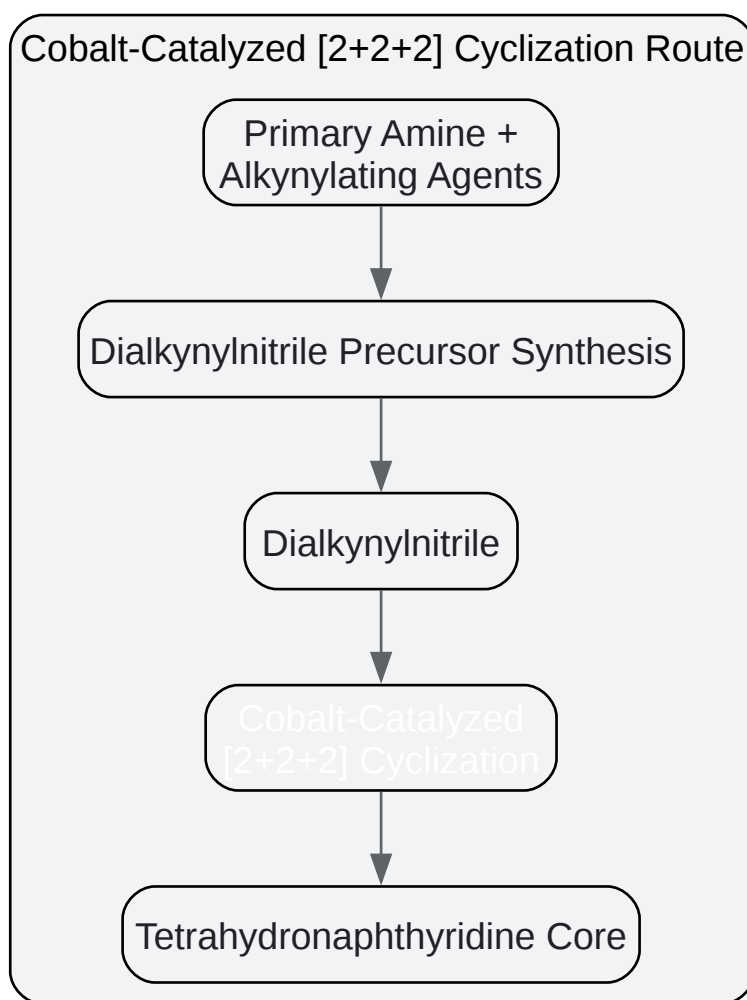 Cobalt-Catalyzed [2+2+2] Cyclization Route
Primary Amine +
Alkynylating Agents
Dialkynylnitrile Precursor Synthesis
Dialkynylnitrile
Cobalt-Catalyzed
[2+2+2] Cyclization
Tetrahydronaphthyridine Core